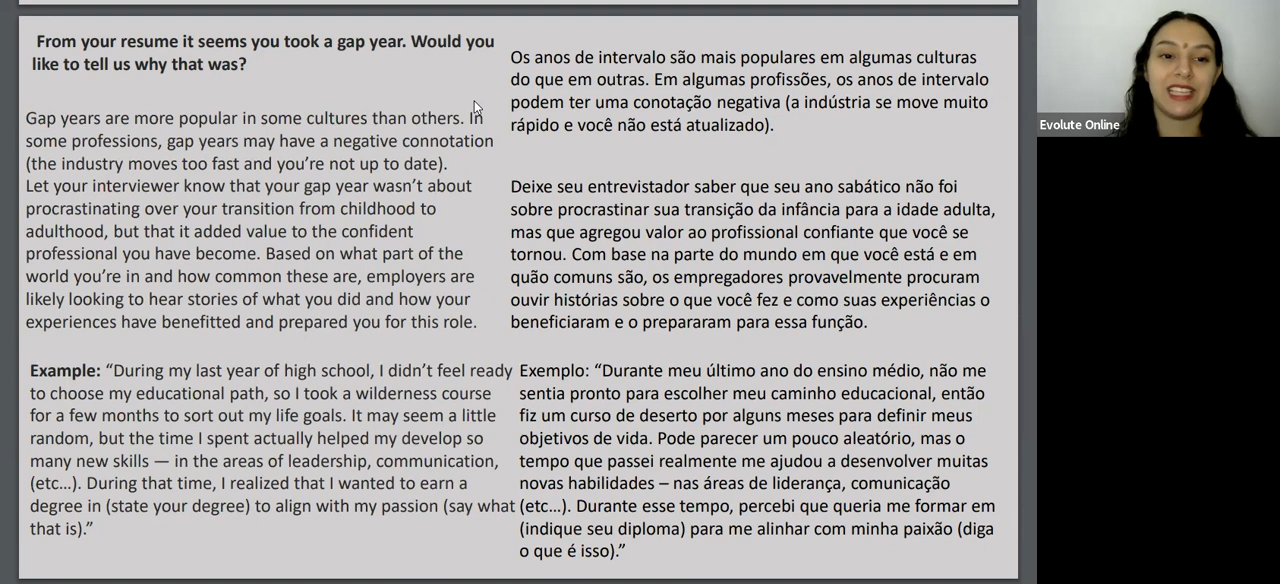 From your resume it seems you took a gap year. Would you
like to tell us why that was?
Gap years are more popular in some cultures than others. In
some professions, gap years may have a negative connotation
(the industry moves too fast and you’re not up to date).
Let your interviewer know that your gap year wasn’t about
procrastinating over your transition from childhood to
adulthood, but that it added value to the confident
professional you have become. Based on what part of the
world you’re in and how common these are, employers are
likely looking to hear stories of what you did and how your
experiences have benefitted and prepared you for this role.
Example: “During my last year of high school, I didn’t feel ready
to choose my educational path, so I took a wilderness course
for a few months to sort out my life goals. It may seem a little
random, but the time I spent actually helped my develop so
many new skills — in the areas of leadership, communication,
(etc…). During that time, I realized that I wanted to earn a
degree in (state your degree) to align with my passion (say what
that is).”
Os anos de intervalo são mais populares em algumas culturas
do que em outras. Em algumas profissões, os anos de intervalo
podem ter uma conotação negativa (a indústria se move muito
rápido e você não está atualizado).
Deixe seu entrevistador saber que seu ano sabático não foi
sobre procrastinar sua transição da infância para a idade adulta,
mas que agregou valor ao profissional confiante que você se
tornou. Com base na parte do mundo em que você está e em
quão comuns são, os empregadores provavelmente procuram
ouvir histórias sobre o que você fez e como suas experiências o
beneficiaram e o prepararam para essa função.
Exemplo: “Durante meu último ano do ensino médio, não me
sentia pronto para escolher meu caminho educacional, então
fiz um curso de deserto por alguns meses para definir meus
objetivos de vida. Pode parecer um pouco aleatório, mas o
tempo que passei realmente me ajudou a desenvolver muitas
novas habilidades – nas áreas de liderança, comunicação
(etc…). Durante esse tempo, percebi que queria me formar em
(indique seu diploma) para me alinhar com minha paixão (diga
o que é isso).”
Evolute Online